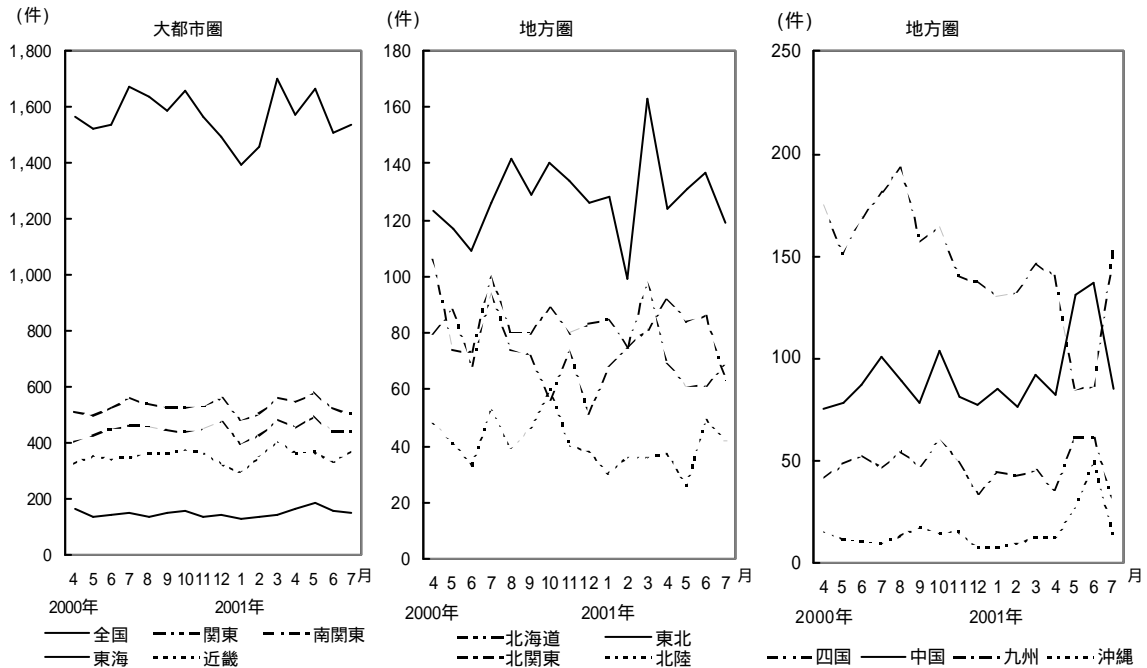 (件)
大都市圏
1,800
1,600
1,400
1,200
1,000
800
600
400
200
0
4 5 6 7 8 9 10 11 12 1 2 3 4 5 6 7 月
2000年 2001年
全国 関東 南関東
東海 近畿
(件)
地方圏
180
160
140
120
100
80
60
40
20
0
4 5 6 7 8 9 10 11 12 1 2 3 4 5 6 7 月
2000年 2001年
北海道 東北
北関東 北陸
(件)
地方圏
250
200
150
100
50
0
4 5 6 7 8 9 10 11 12 1 2 3 4 5 6 7 月
2000年 2001年
四国 中国 九州 沖縄